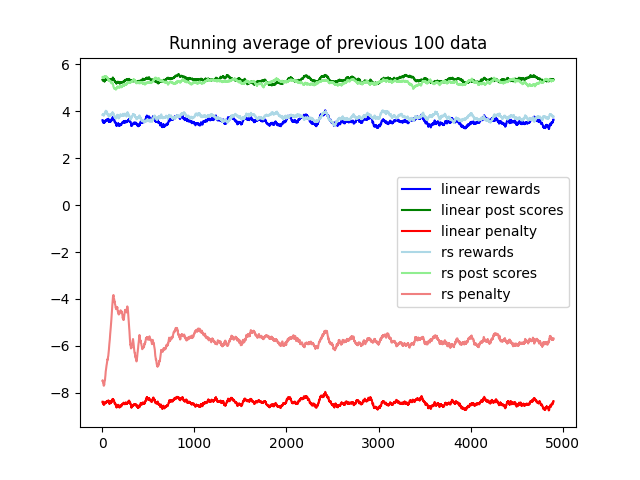 Running average of previous 100 data
6
4
2
0
−2
−4
−6
−8
linear rewards
linear post scores
linear penalty
rs rewards
rs post scores
rs penalty
0 1000 2000 3000 4000 5000